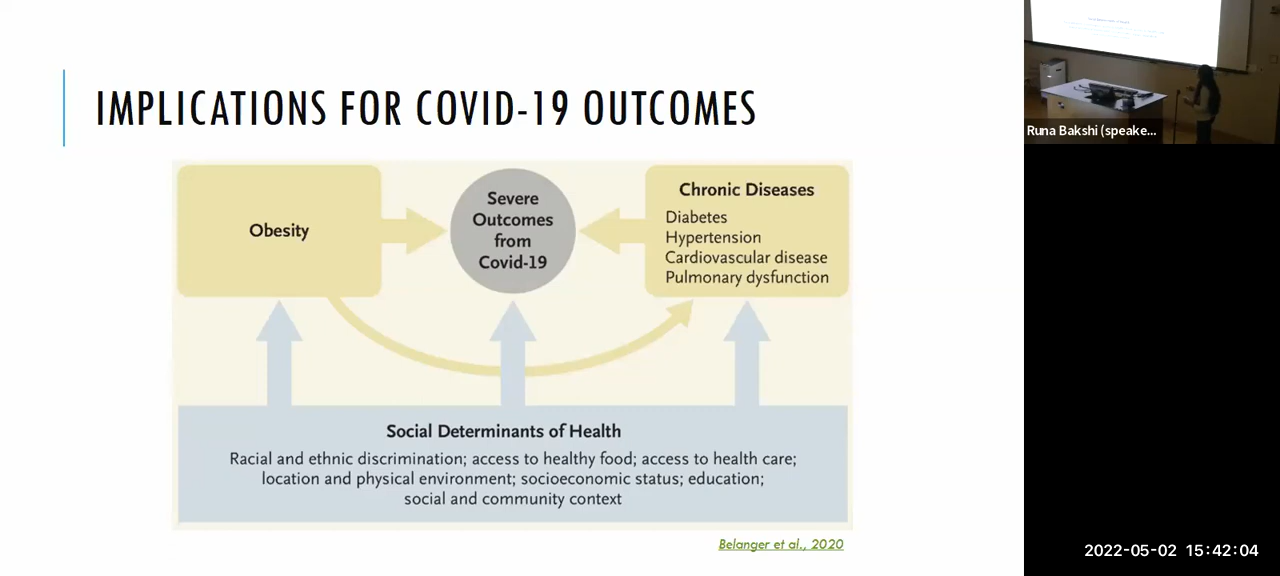 IMPLICATIONS FOR COVID-19 OUTCOMES
Obesity
Severe
Outcomes
from
Covid-19
Chronic Diseases
Diabetes
Hypertension
Cardiovascular disease
Pulmonary dysfunction
Social Determinants of Health
Racial and ethnic discrimination; access to healthy food; access to health care;
location and physical environment; socioeconomic status; education;
social and community context
Belanger et al., 2020
Runa Bakshi (speake...
2022-05-02 15:42:04